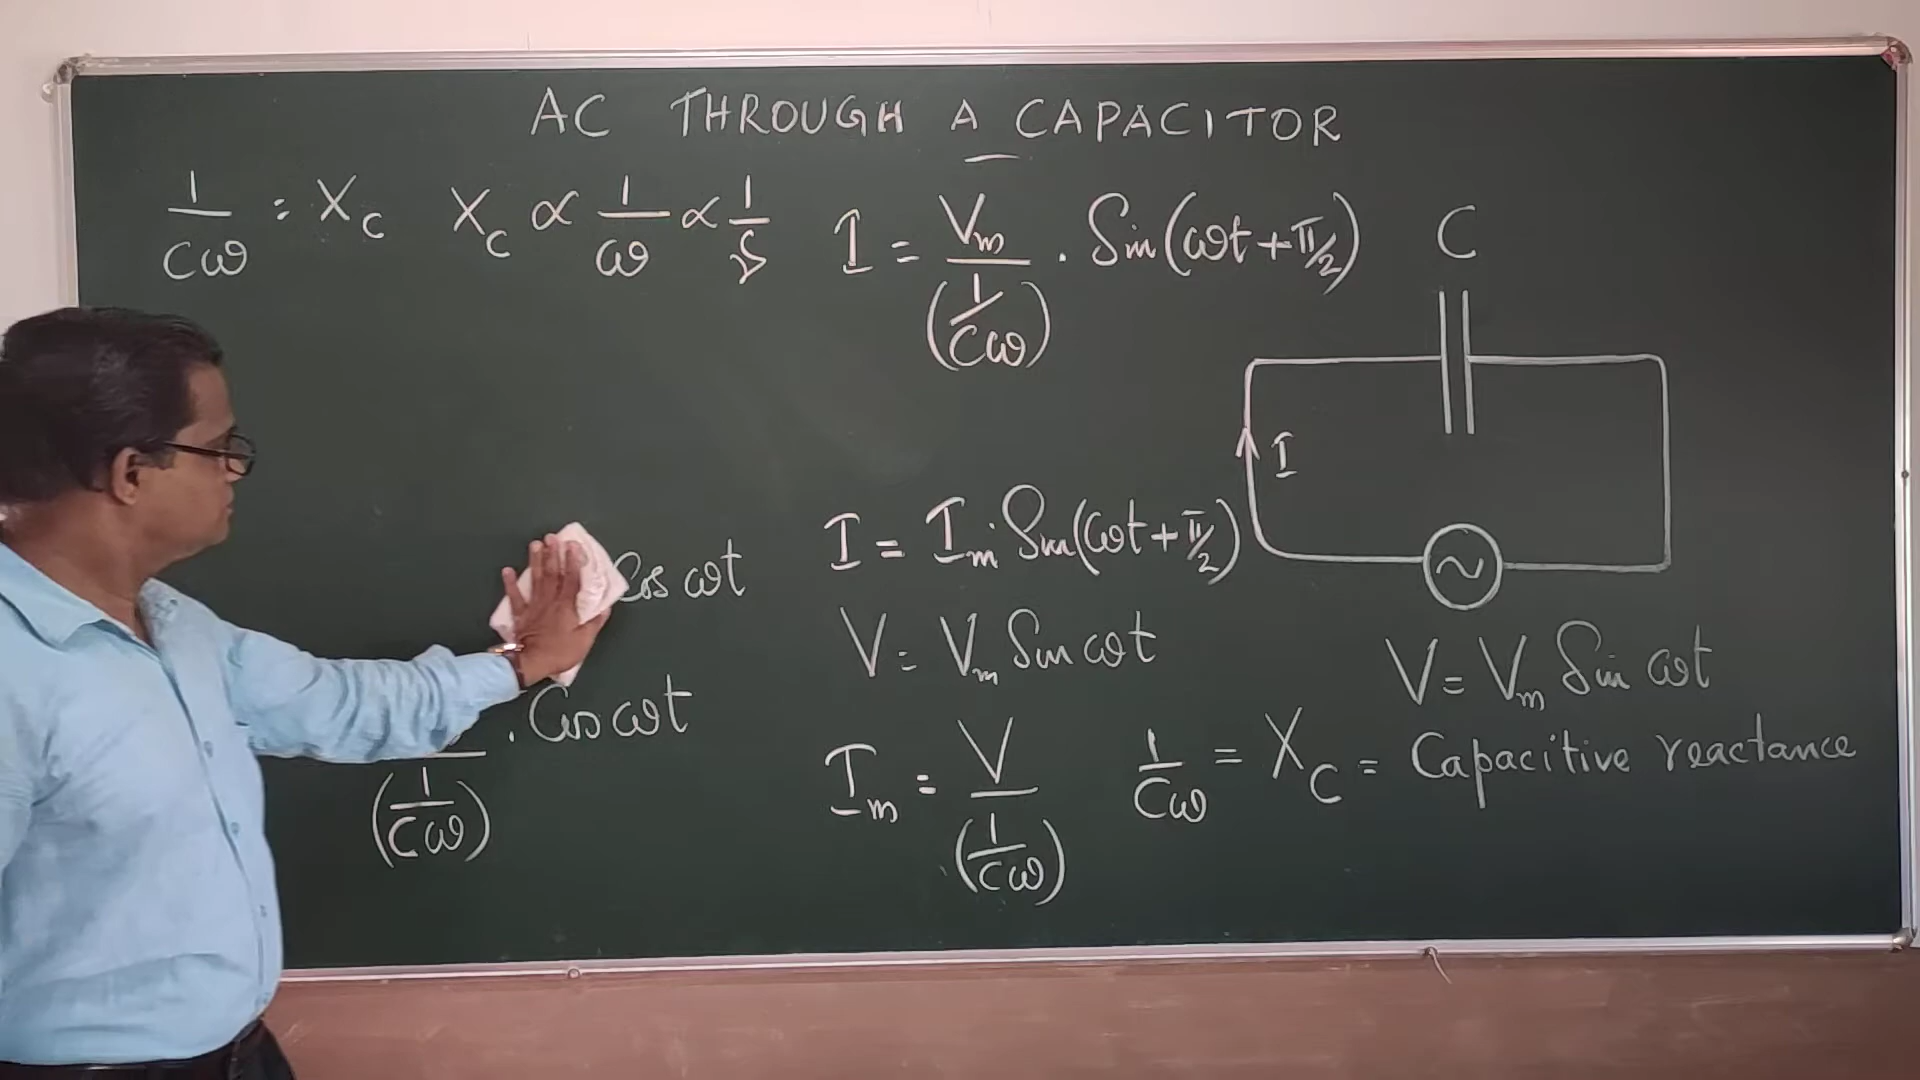 AC THROUGH A CAPACITOR
1/Cω = X_C   X_C ∝ 1/ω ∝ 1/f
I = V_m/(1/Cω) . Sin(ωt + π/2)
C
I
I = I_m Sin(ωt + π/2)
Cos ωt
V = V_m Sin ωt
V = V_m Sin ωt
. Cos ωt
(1/Cω)
I_m = V/(1/Cω)   1/Cω = X_C = Capacitive reactance